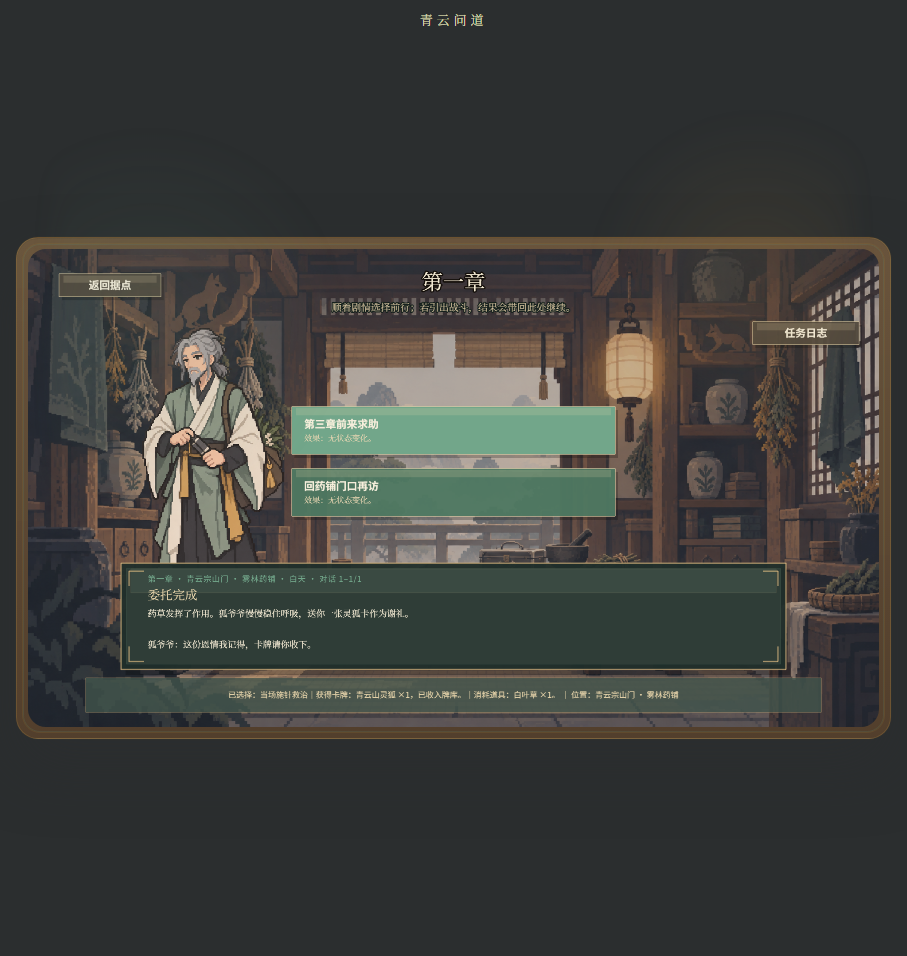 青云问道
第一章
返回据点
顺着剧情选择前行；若引出战斗，结果会带回此处继续。
任务日志
第三章前来求助
效果：无状态变化。
回药铺门口再访
效果：无状态变化。
第一章 · 青云宗山门 · 雾林药铺 · 白天 · 对话 1-1/1
委托完成
药草发挥了作用。狐爷爷慢慢稳住呼吸，送你一张灵狐卡作为谢礼。
狐爷爷：这份恩情我记得，卡牌请你收下。
已选择：当场施针救治｜获得卡牌：青云山灵狐 ×1，已收入牌库。｜消耗道具：白叶草 ×1。｜位置：青云宗山门 · 雾林药铺